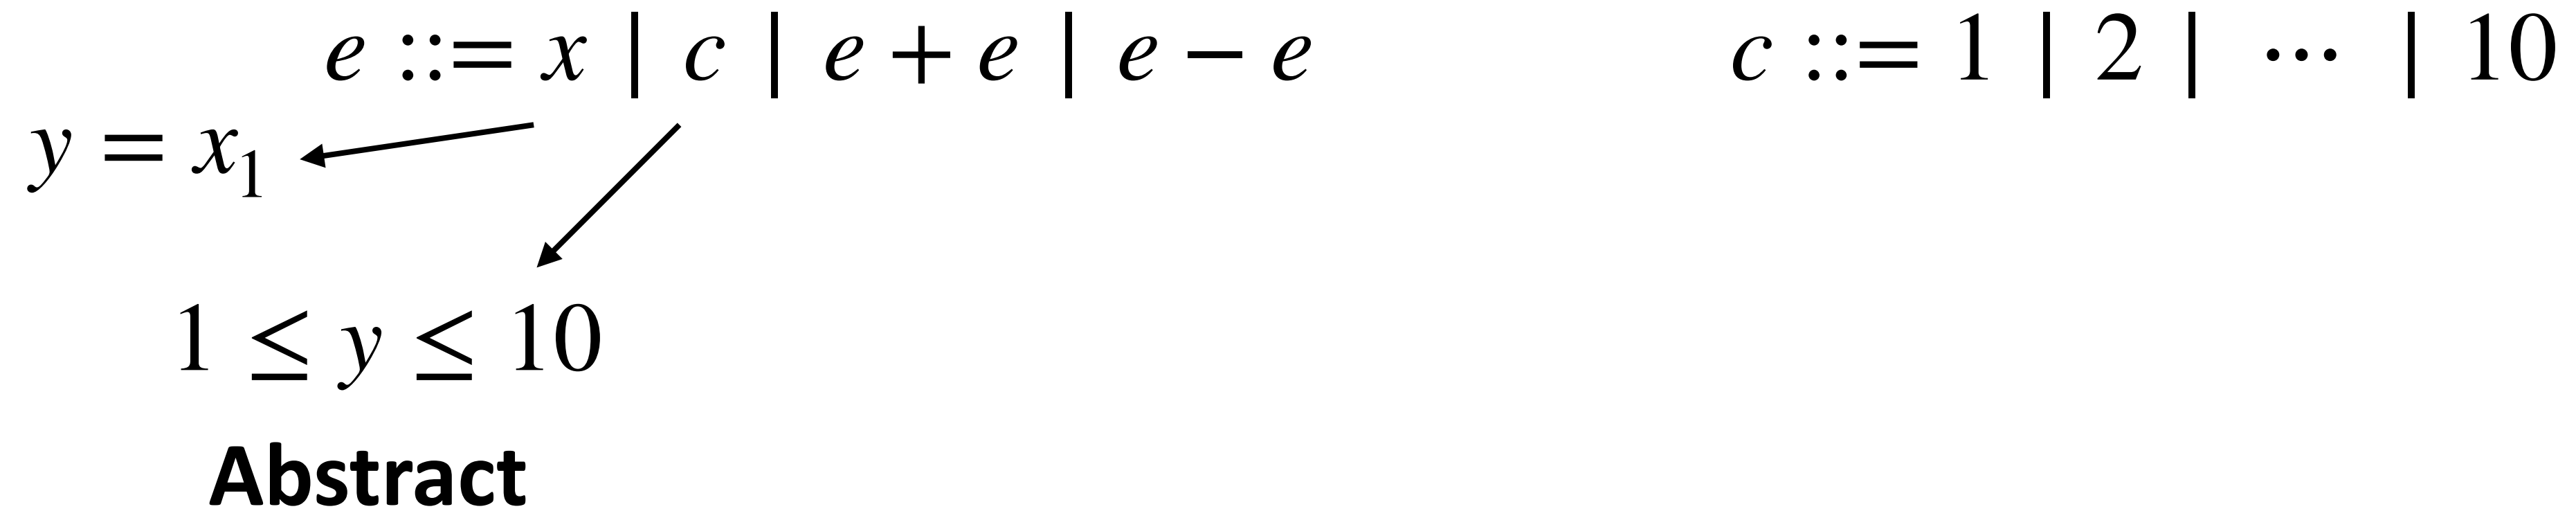 e ::= x | c | e + e | e − e    c ::= 1 | 2 | ⋯ | 10
y = x₁
1 ≤ y ≤ 10
Abstract